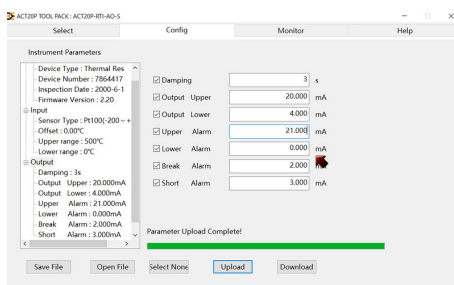 ACT20P TOOL PACK : ACT20P-RTI-AO-S
Select Config Monitor Help
Instrument Parameters
Device Type : Thermal Res
Device Number : 7864417
Inspection Date : 2000-6-1
Firmware Version : 2.20
Input
Sensor Type : Pt100(-200 ~ +
Offset : 0.00℃
Upper range : 500℃
Lower range : 0℃
Output
Damping : 3s
Output Upper : 20.000mA
Output Lower : 4.000mA
Upper Alarm : 21.000mA
Lower Alarm : 0.000mA
Break Alarm : 2.000mA
Short Alarm : 3.000mA
Damping 3 s
Output Upper 20.000 mA
Output Lower 4.000 mA
Upper Alarm 21.000 mA
Lower Alarm 0.000 mA
Break Alarm 2.000
Short Alarm 3.000 mA
Parameter Upload Complete!
Save File Open File Select None Upload Download